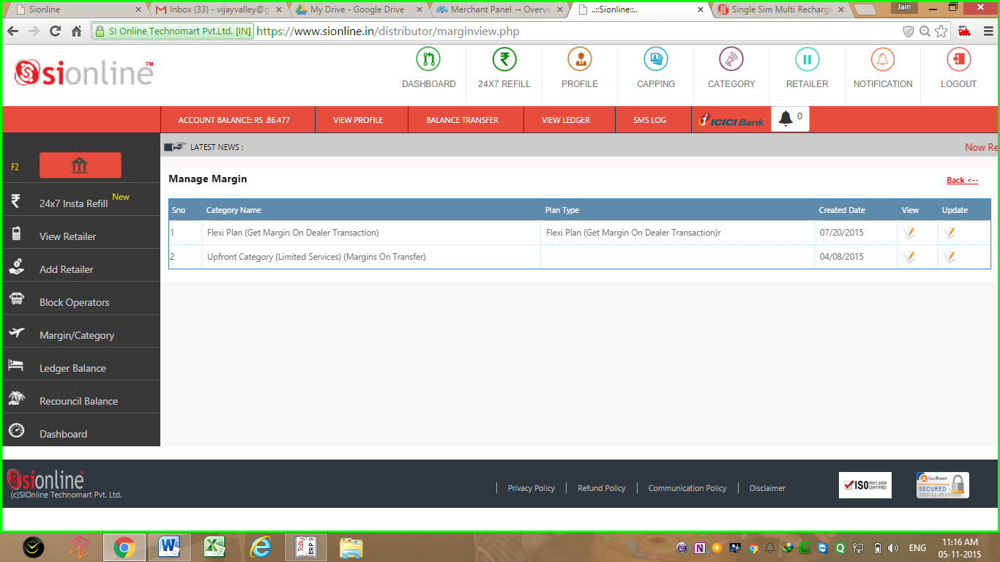 Sionline
Inbox (33) - vijayvalley@g
My Drive - Google Drive
Merchant Panel → Overvie
..::Sionline::..
Single Sim Multi Recharge
Jain
SI Online Technomart Pvt.Ltd. [IN]
https://www.sionline.in/distributor/marginview.php
sionline™
DASHBOARD
24X7 REFILL
PROFILE
CAPPING
CATEGORY
RETAILER
NOTIFICATION
LOGOUT
ACCOUNT BALANCE: RS .86.477
VIEW PROFILE
BALANCE TRANSFER
VIEW LEDGER
SMS LOG
ICICI Bank
0
LATEST NEWS :
Now Re
F2
24x7 Insta Refill New
View Retailer
Add Retailer
Block Operators
Margin/Category
Ledger Balance
Recouncil Balance
Dashboard
Manage Margin
Back <--
Sno Category Name Plan Type Created Date View Update
1 Flexi Plan (Get Margin On Dealer Transaction) Flexi Plan (Get Margin On Dealer Transaction)r 07/20/2015
2 Upfront Category (Limited Services) (Margins On Transfer) 04/08/2015
sionline™
(c)SIOnline Technomart Pvt. Ltd.
Privacy Policy
Refund Policy
Communication Policy
Disclaimer
ISO 9001:2008
CERTIFIED
GeoTrust
SECURED
2015-11-05 UTC
Tally
ERP 9
ENG
11:16 AM
05-11-2015